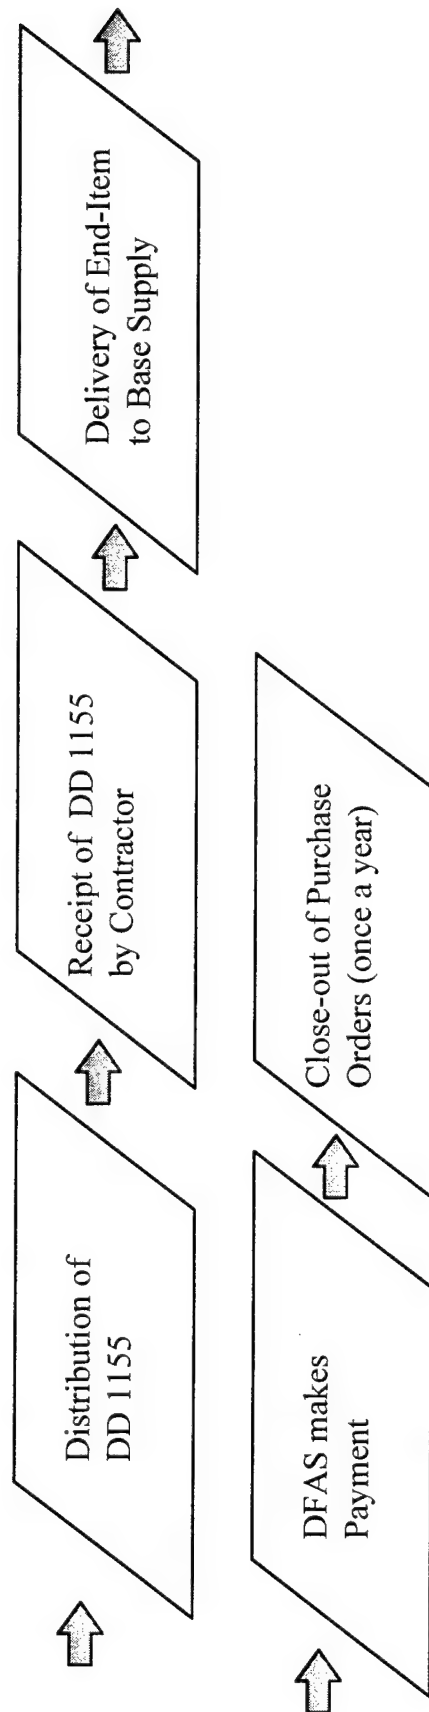 Distribution of
DD 1155
Receipt of DD 1155
by Contractor
Delivery of End-Item
to Base Supply
DFAS makes
Payment
Close-out of Purchase
Orders (once a year)